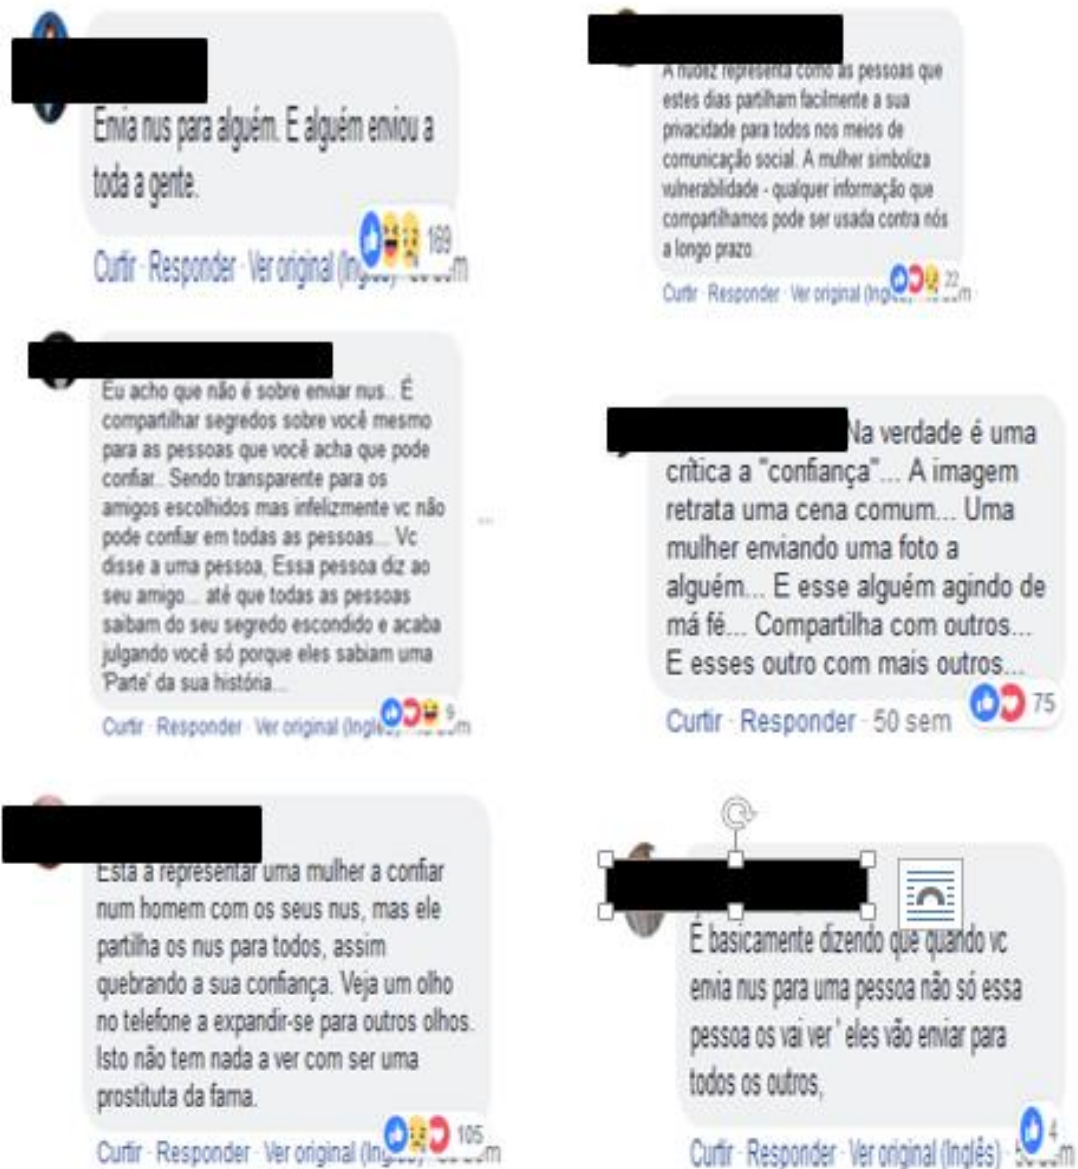 Envia nus para alguém. E alguém enviou a
toda a gente.
169
Curtir · Responder · Ver original
A nudez representa como as pessoas que
estes dias partilham facilmente a sua
privacidade para todos nos meios de
comunicação social. A mulher simboliza
vulnerabilidade - qualquer informação que
compartilhamos pode ser usada contra nós
a longo prazo.
22
Curtir · Responder · Ver original
Eu acho que não é sobre enviar nus.. É
compartilhar segredos sobre você mesmo
para as pessoas que você acha que pode
confiar.. Sendo transparente para os
amigos escolhidos mas infelizmente vc não
pode confiar em todas as pessoas... Vc
disse a uma pessoa, Essa pessoa diz ao
seu amigo... até que todas as pessoas
saibam do seu segredo escondido e acaba
julgando você só porque eles sabiam uma
'Parte' da sua história...
9
Curtir · Responder · Ver original
Na verdade é uma
crítica a "confiança"... A imagem
retrata uma cena comum... Uma
mulher enviando uma foto a
alguém... E esse alguém agindo de
má fé... Compartilha com outros...
E esses outro com mais outros...
75
Curtir · Responder · 50 sem
Esta a representar uma mulher a confiar
num homem com os seus nus, mas ele
partilha os nus para todos, assim
quebrando a sua confiança. Veja um olho
no telefone a expandir-se para outros olhos.
Isto não tem nada a ver com ser uma
prostituta da fama.
105
Curtir · Responder · Ver original
É basicamente dizendo que quando vc
envia nus para uma pessoa não só essa
pessoa os vai ver ' eles vão enviar para
todos os outros,
4
Curtir · Responder · Ver original (Inglês)